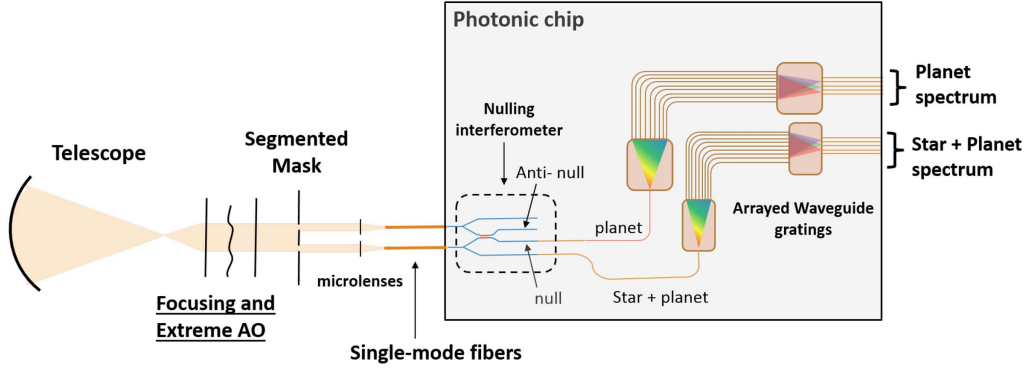 Photonic chip
Planet
spectrum
Nulling
interferometer
Segmented
Mask
Telescope
Star + Planet
spectrum
Anti- null
Arrayed Waveguide
gratings
planet
microlenses
null
Star + planet
Focusing and
Extreme AO
Single-mode fibers